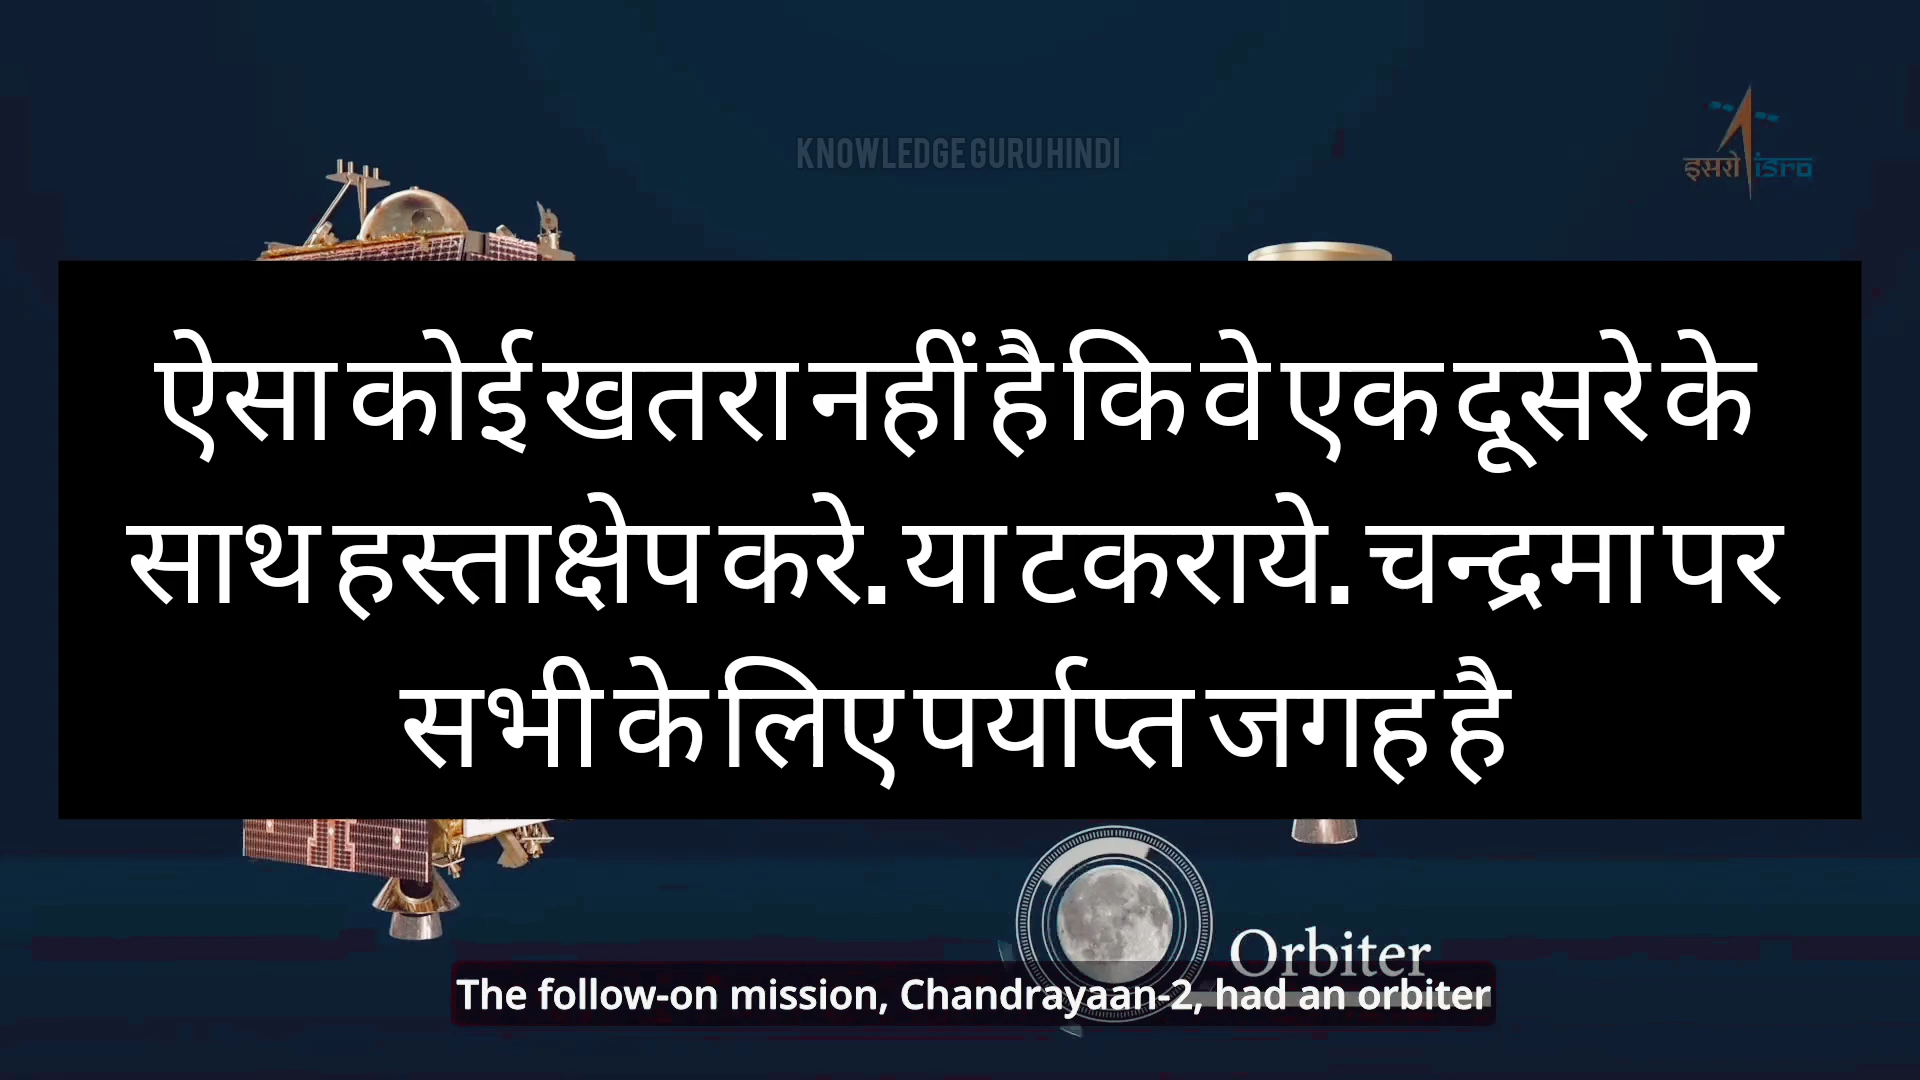 KNOWLEDGE GURU HINDI
इसरो isro
ऐसा कोई खतरा नहीं है कि वे एक दूसरे के
साथ हस्ताक्षेप करे. या टकराये. चन्द्रमा पर
सभी के लिए पर्याप्त जगह है
Orbiter
The follow-on mission, Chandrayaan-2, had an orbiter